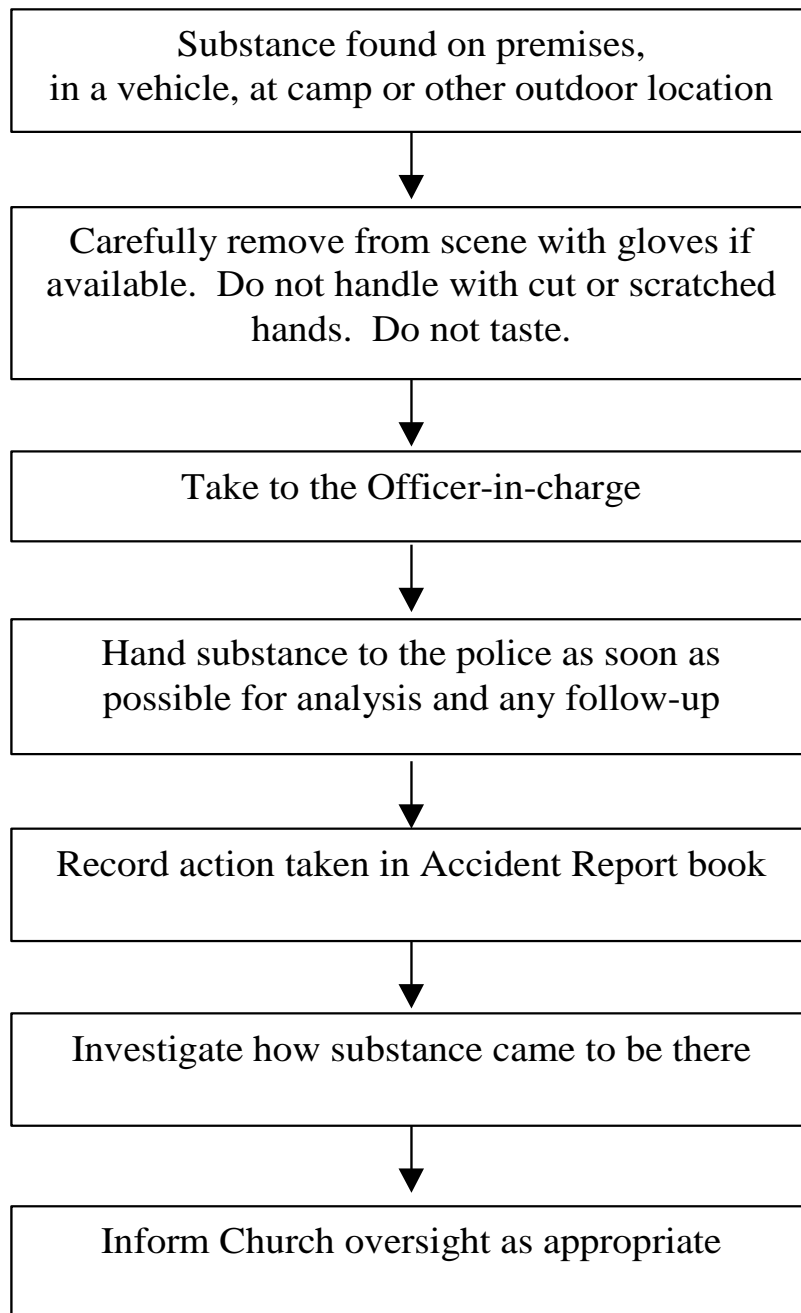 Substance found on premises,
in a vehicle, at camp or other outdoor location
Carefully remove from scene with gloves if
available.  Do not handle with cut or scratched
hands.  Do not taste.
Take to the Officer-in-charge
Hand substance to the police as soon as
possible for analysis and any follow-up
Record action taken in Accident Report book
Investigate how substance came to be there
Inform Church oversight as appropriate